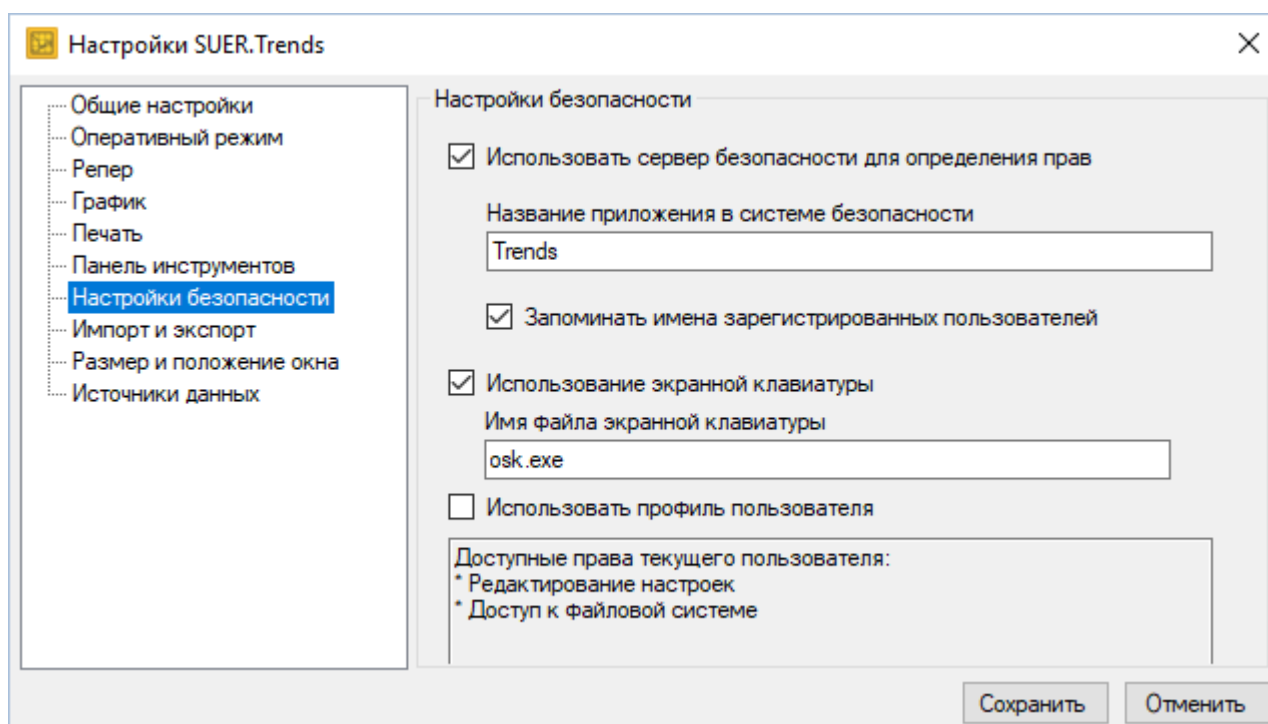 Настройки SUER.Trends
Общие настройки
Оперативный режим
Репер
График
Печать
Панель инструментов
Настройки безопасности
Импорт и экспорт
Размер и положение окна
Источники данных
Настройки безопасности
Использовать сервер безопасности для определения прав
Название приложения в системе безопасности
Trends
Запоминать имена зарегистрированных пользователей
Использование экранной клавиатуры
Имя файла экранной клавиатуры
osk.exe
Использовать профиль пользователя
Доступные права текущего пользователя:
* Редактирование настроек
* Доступ к файловой системе
Сохранить
Отменить